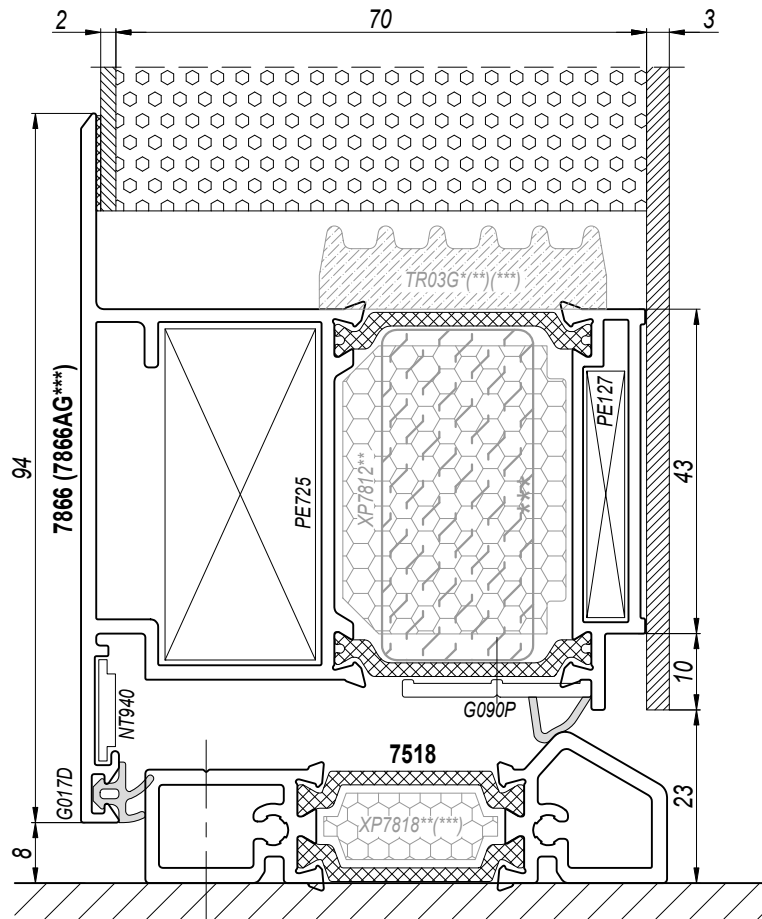 2
70
3
TR03G*(**)(***)
94
7866 (7866AG***)
PE725
XP7812**
***
PE127
43
10
G090P
NT940
7518
G017D
XP7818**(***)
23
8